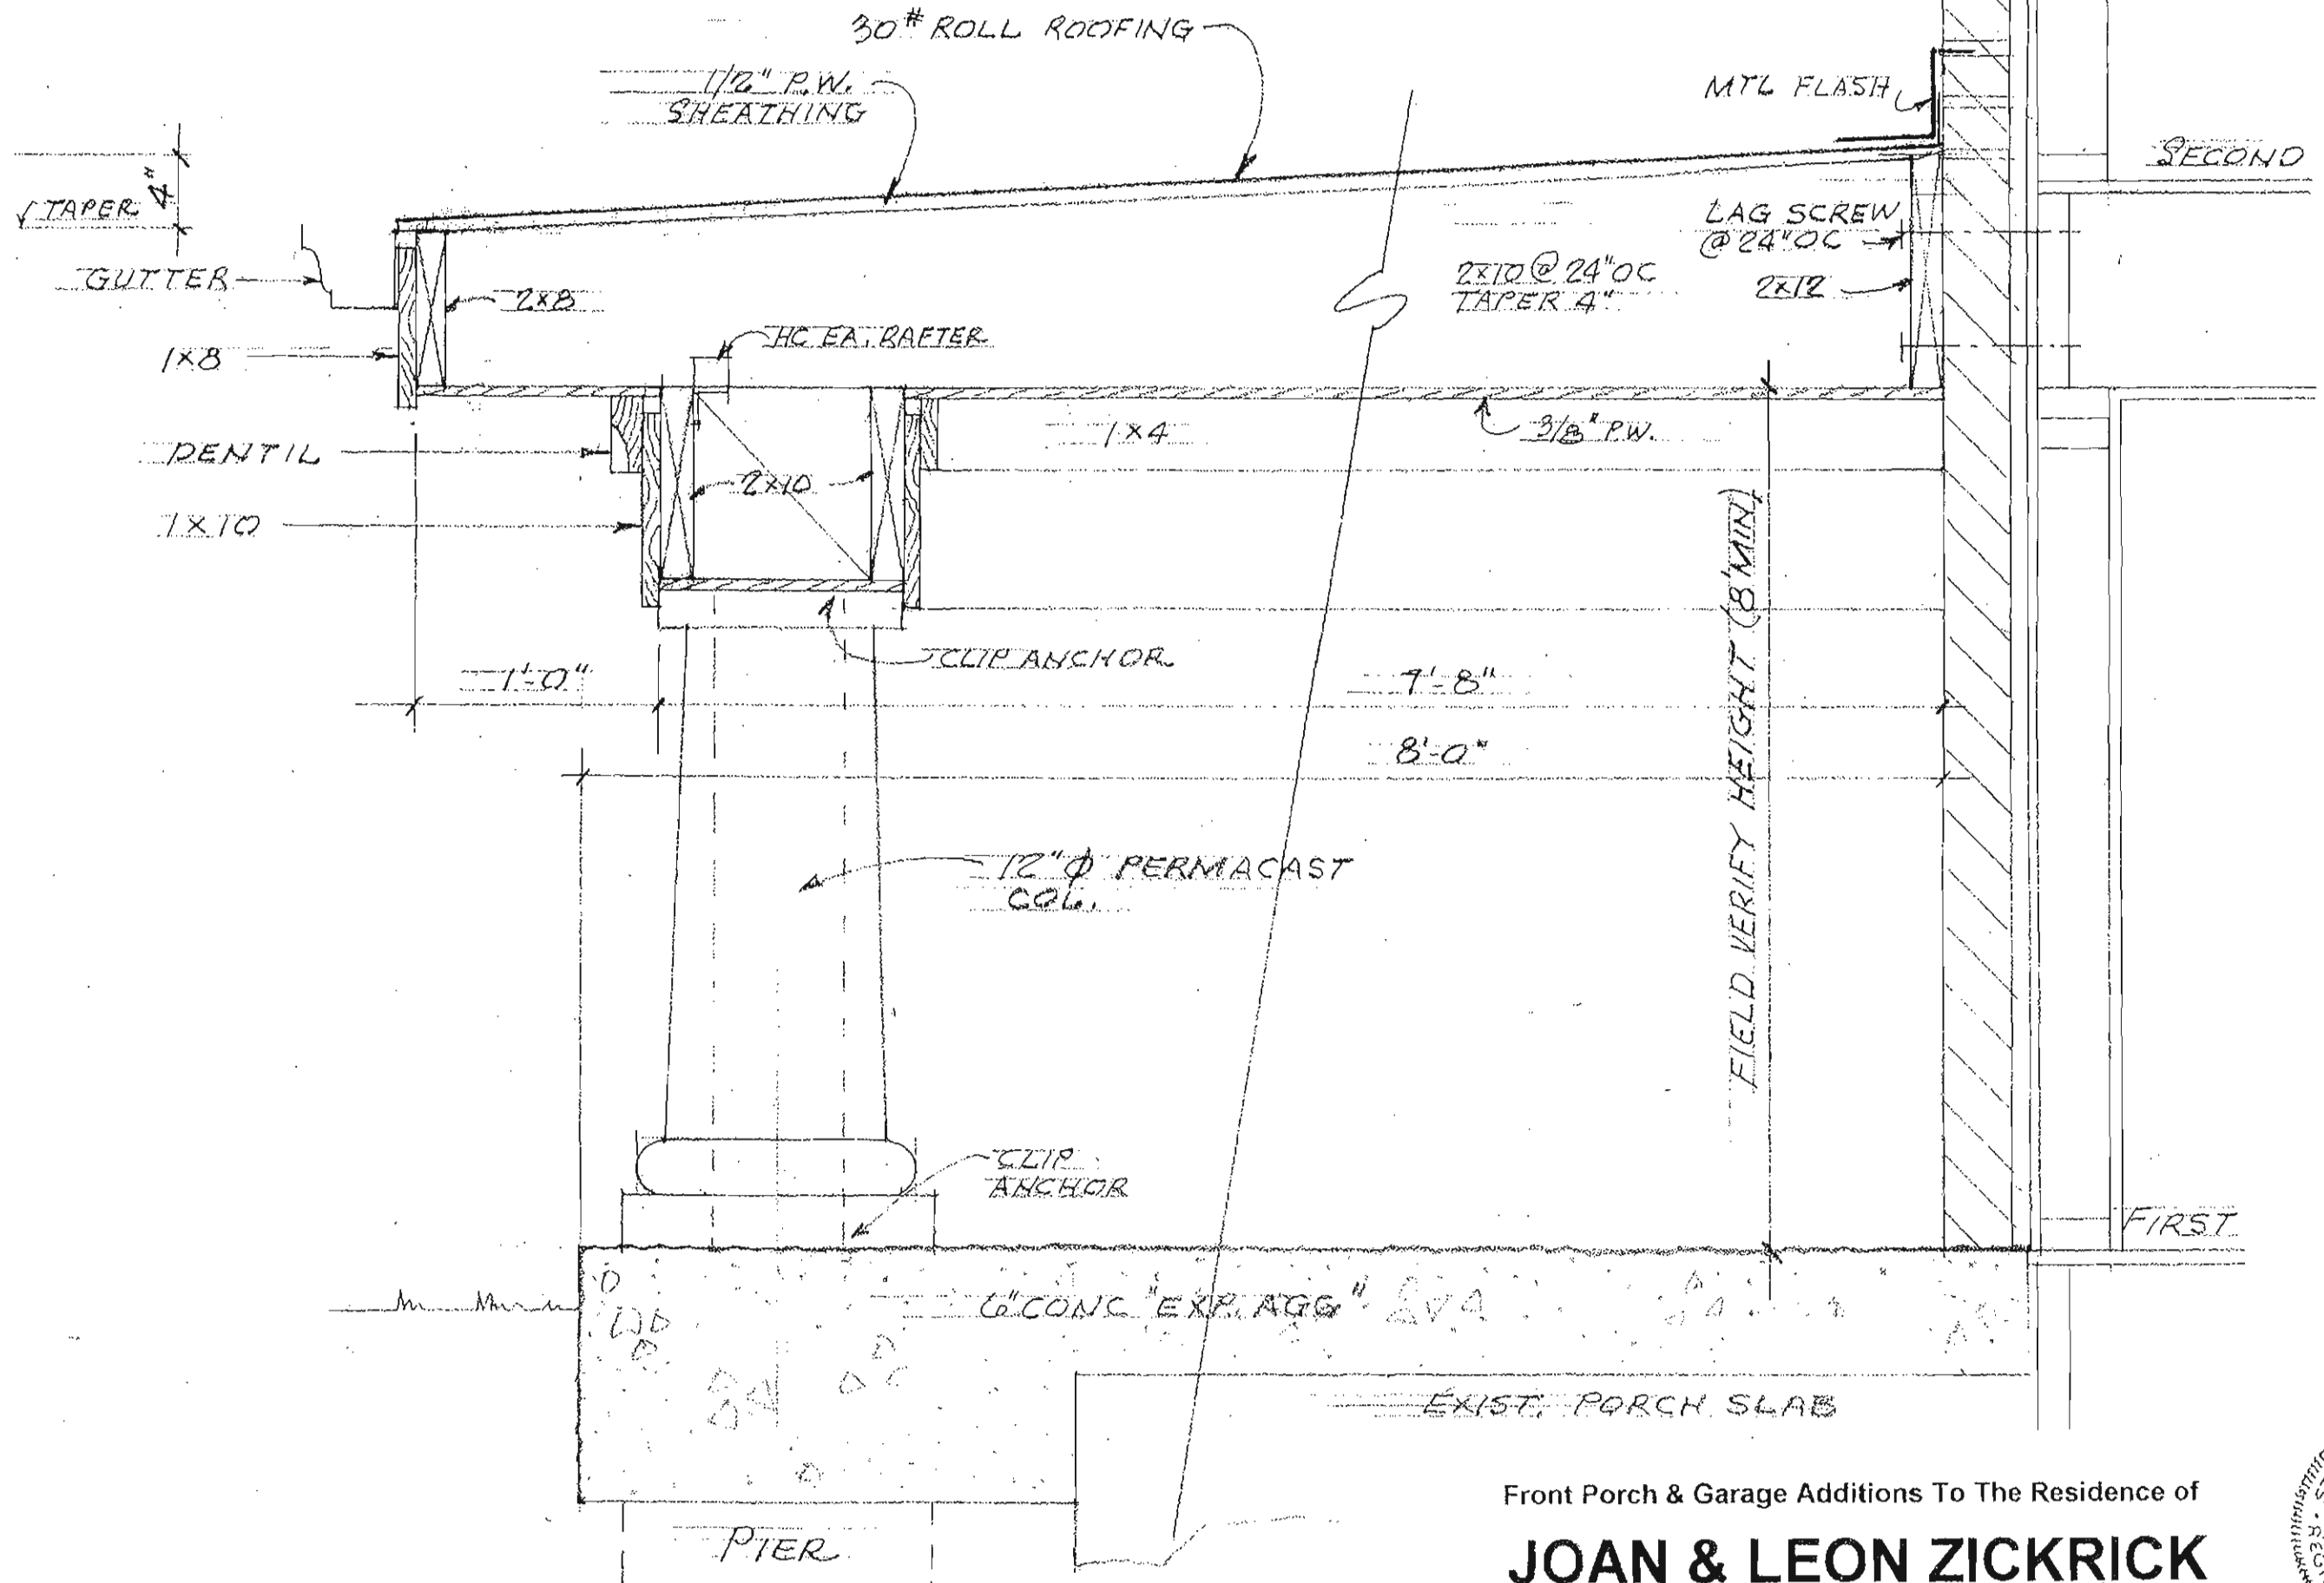 30# ROLL ROOFING
1/2" P.W.
SHEATHING
MTL FLASH
SECOND
4"
TAPER
LAG SCREW
@ 24" OC
GUTTER
2x8
2x10 @ 24" OC
TAPER 4"
2x12
HC EA. RAFTER
1x8
DENTIL
1x4
3/8" P.W.
2x10
1x10
FIELD VERIFY HEIGHT (8' MIN)
CLIP ANCHOR
1'-0"
7'-8"
8'-0"
12" Φ PERMACAST
COL.
CLIP
ANCHOR
FIRST
6" CONC "EXP. AGG"
EXIST. PORCH SLAB
PIER
Front Porch & Garage Additions To The Residence of
JOAN & LEON ZICKRICK